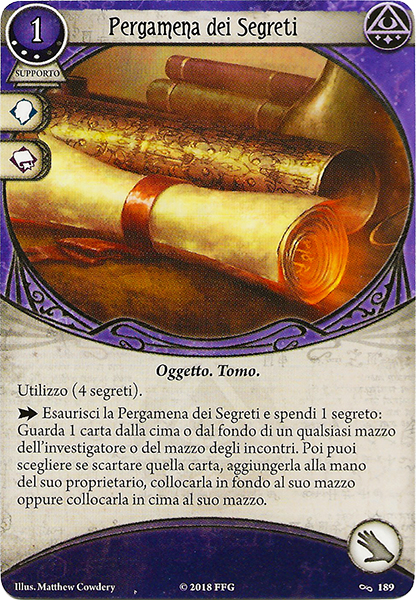 Pergamena dei Segreti
1
SUPPORTO
Oggetto. Tomo.
Utilizzo (4 segreti).
Esaurisci la Pergamena dei Segreti e spendi 1 segreto:
Guarda 1 carta dalla cima o dal fondo di un qualsiasi mazzo
dell'investigatore o del mazzo degli incontri. Poi puoi
scegliere se scartare quella carta, aggiungerla alla mano
del suo proprietario, collocarla in fondo al suo mazzo
oppure collocarla in cima al suo mazzo.
Illus. Matthew Cowdery
© 2018 FFG
189